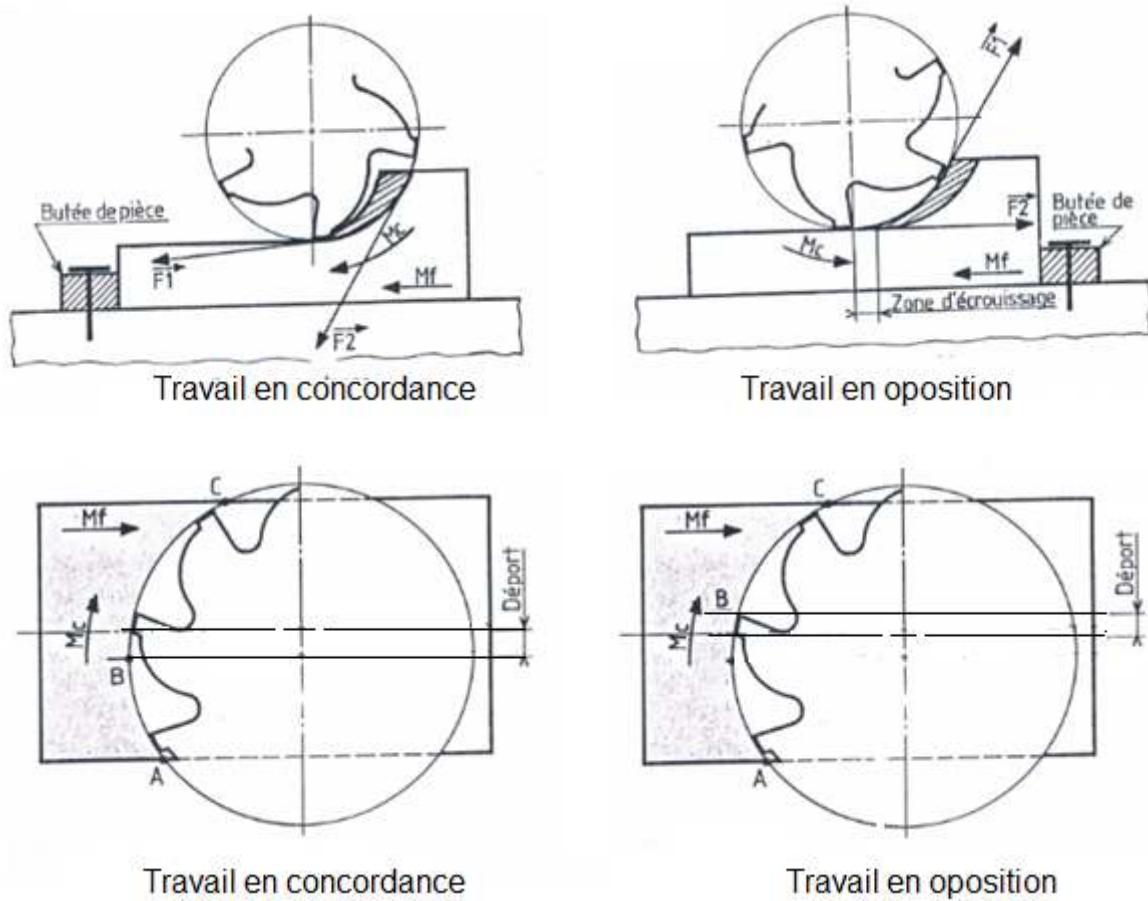 Butée de pièce
F1
Mc
Mf
F2
Travail en concordance
F1
F2
Butée de
pièce
Mc
Mf
Zone d'écrouissage
Travail en oposition
C
Mf
Déport
Mc
B
A
Travail en concordance
C
Mf
Déport
B
Mc
A
Travail en oposition